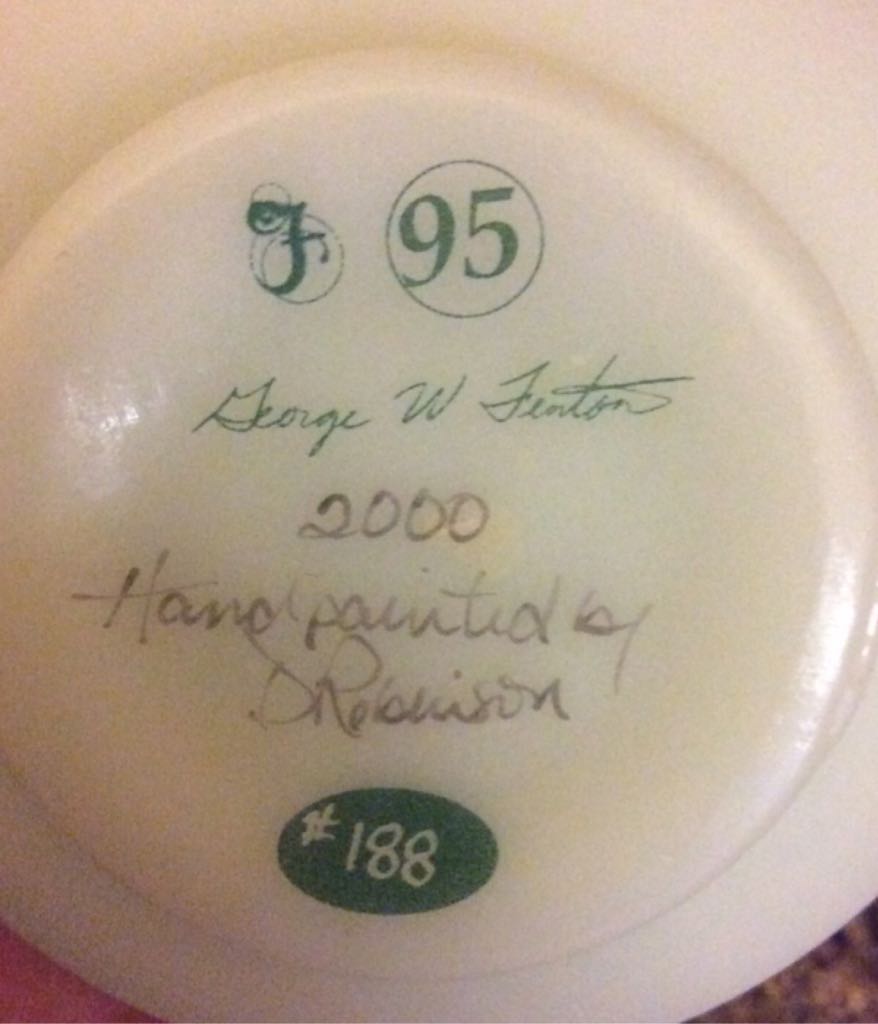 F 95
George W Fenton
2000
Handpainted by
D Robinson
#188